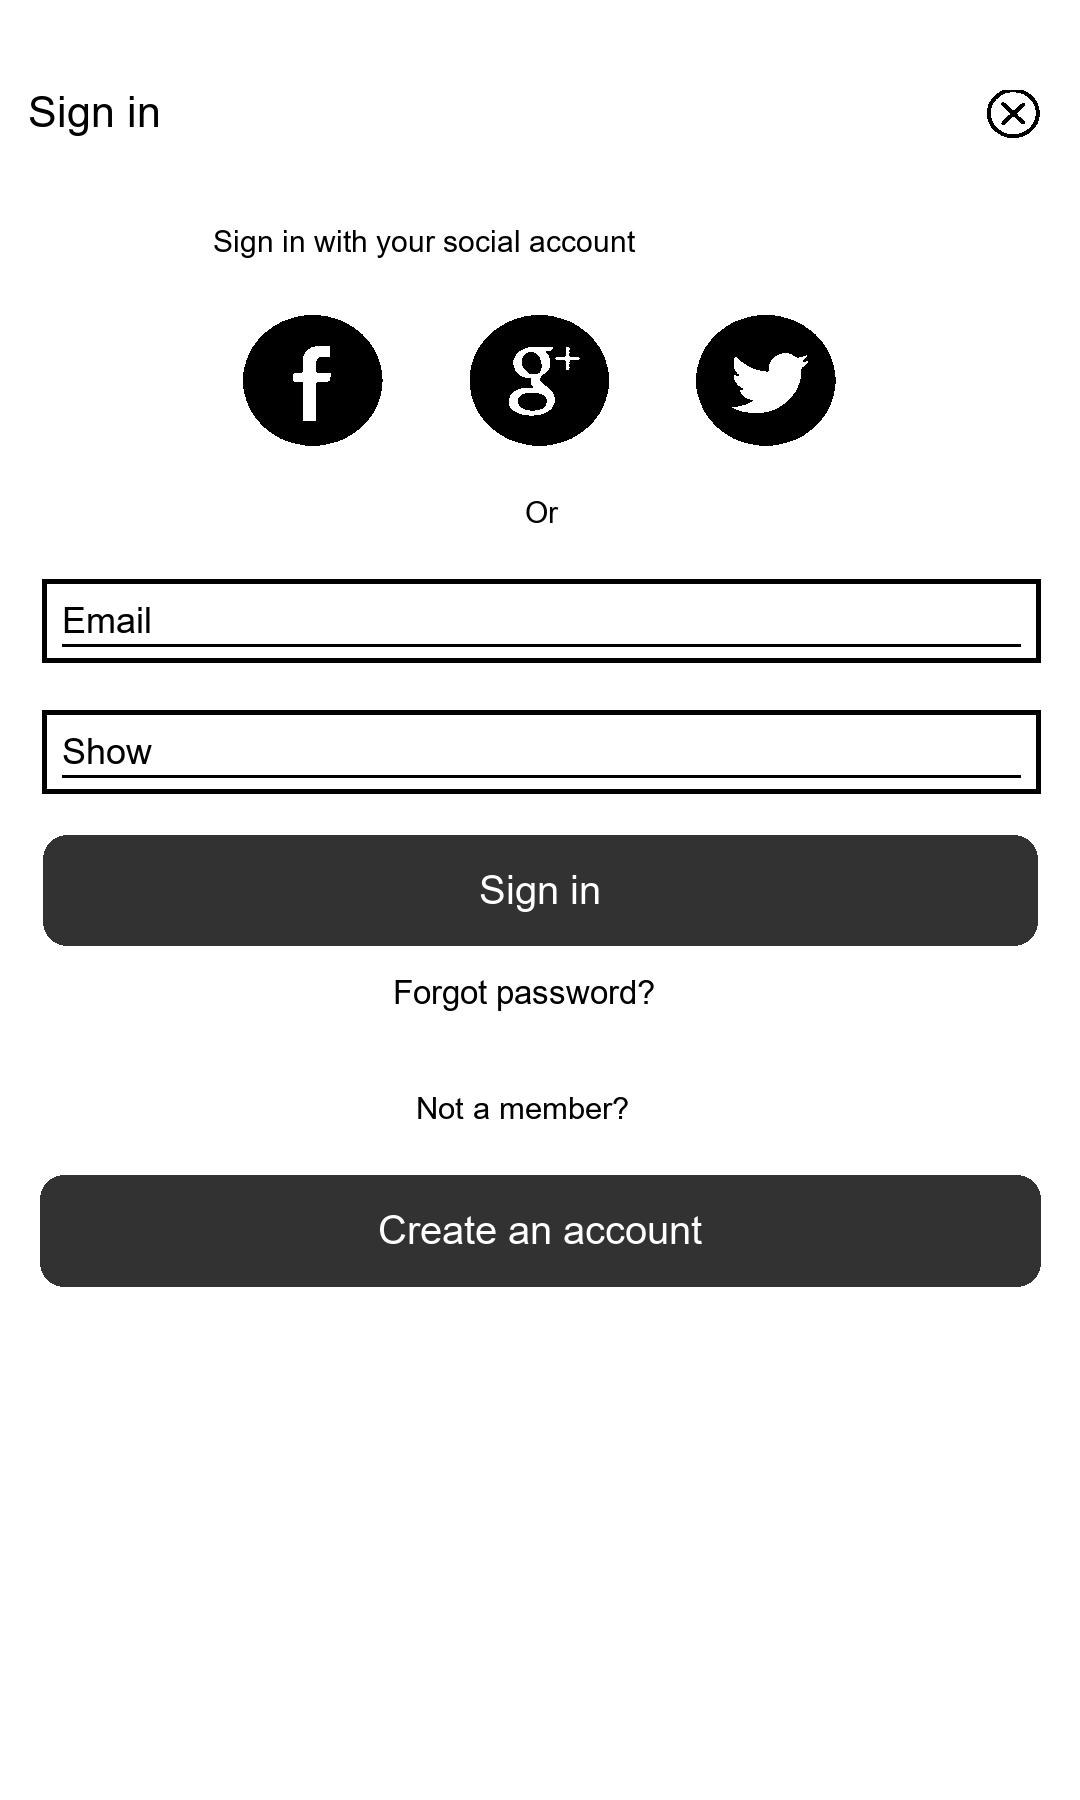 Sign in
Sign in with your social account
f
g+
Or
Email
Show
Sign in
Forgot password?
Not a member?
Create an account